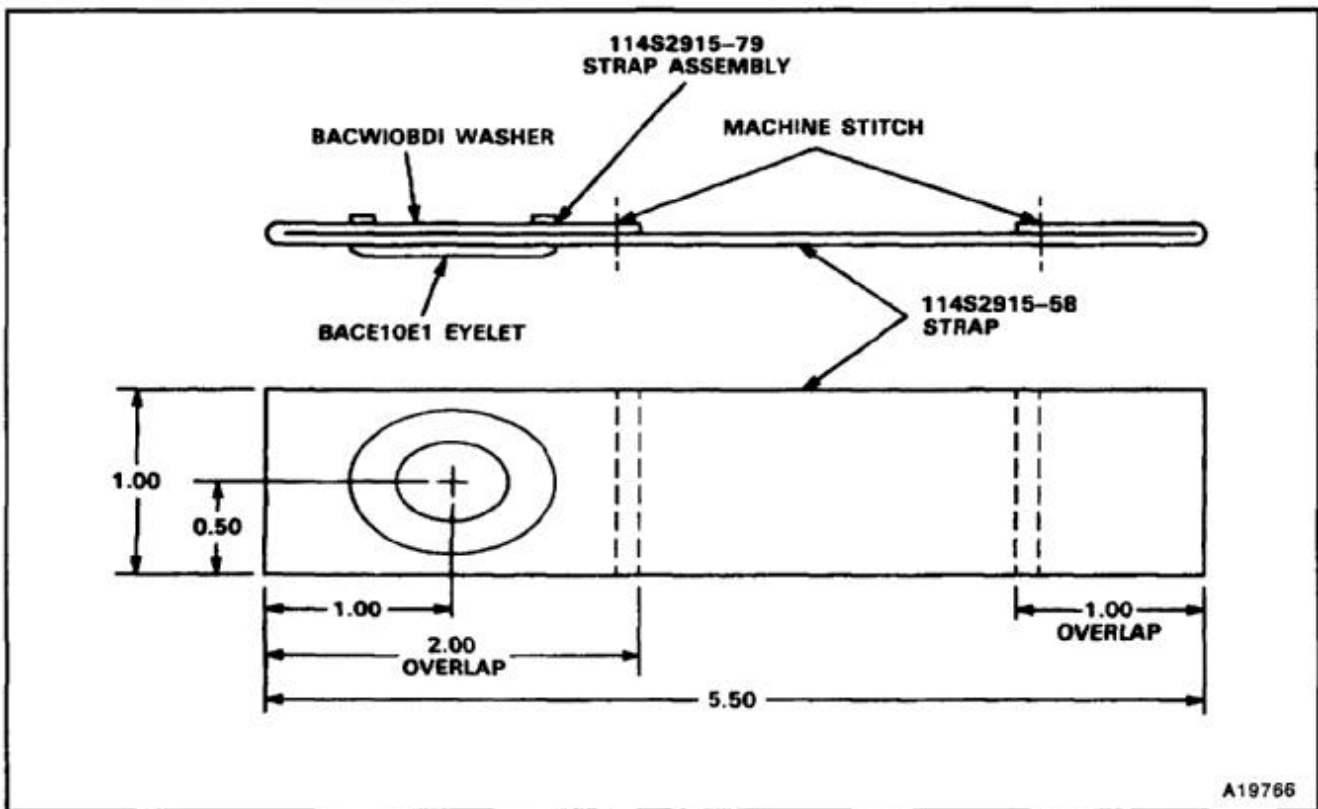 114S2915-79
STRAP ASSEMBLY
BACWIOBDI WASHER
MACHINE STITCH
BACE10E1 EYELET
114S2915-58
STRAP
1.00
0.50
1.00
2.00
OVERLAP
1.00
OVERLAP
5.50
A19766